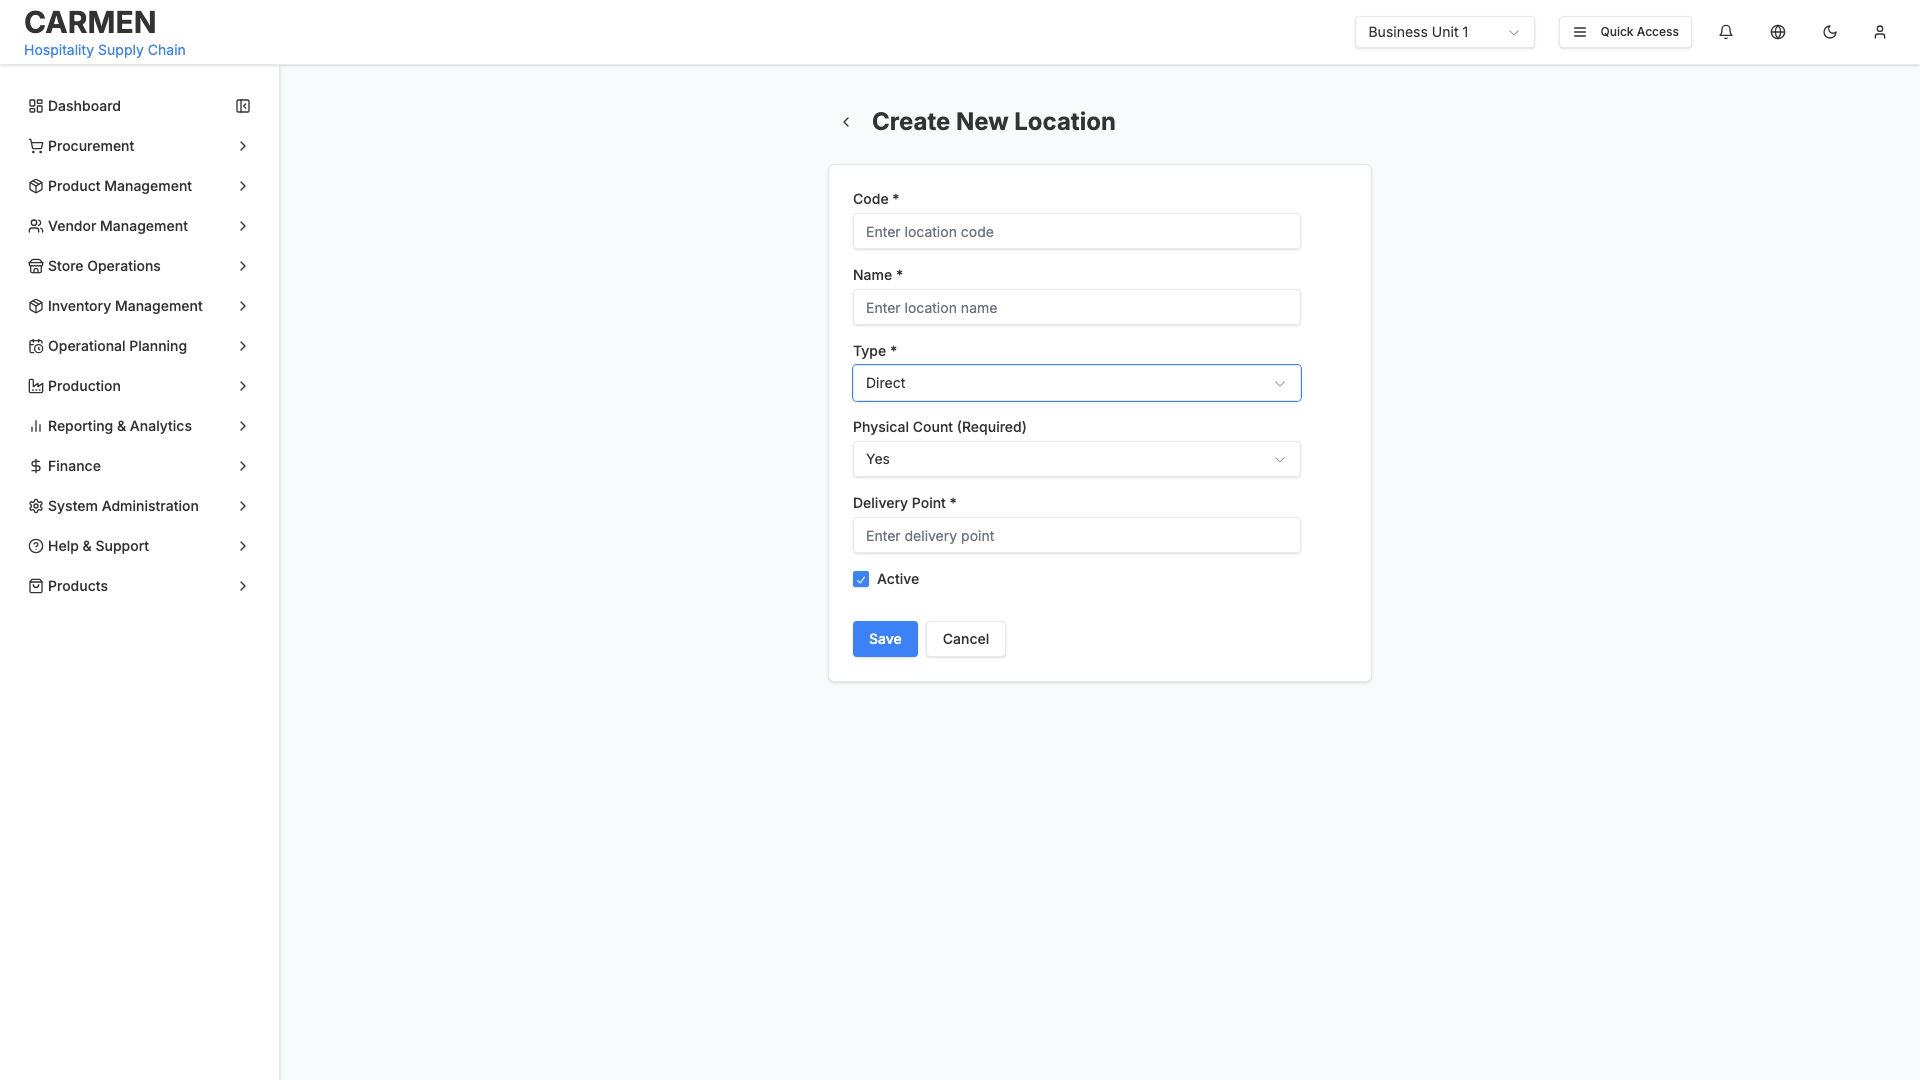 CARMEN
Hospitality Supply Chain
Business Unit 1
Quick Access
Dashboard
Procurement
Product Management
Vendor Management
Store Operations
Inventory Management
Operational Planning
Production
Reporting & Analytics
Finance
System Administration
Help & Support
Products
Create New Location
Code *
Enter location code
Name *
Enter location name
Type *
Direct
Physical Count (Required)
Yes
Delivery Point *
Enter delivery point
Active
Save
Cancel